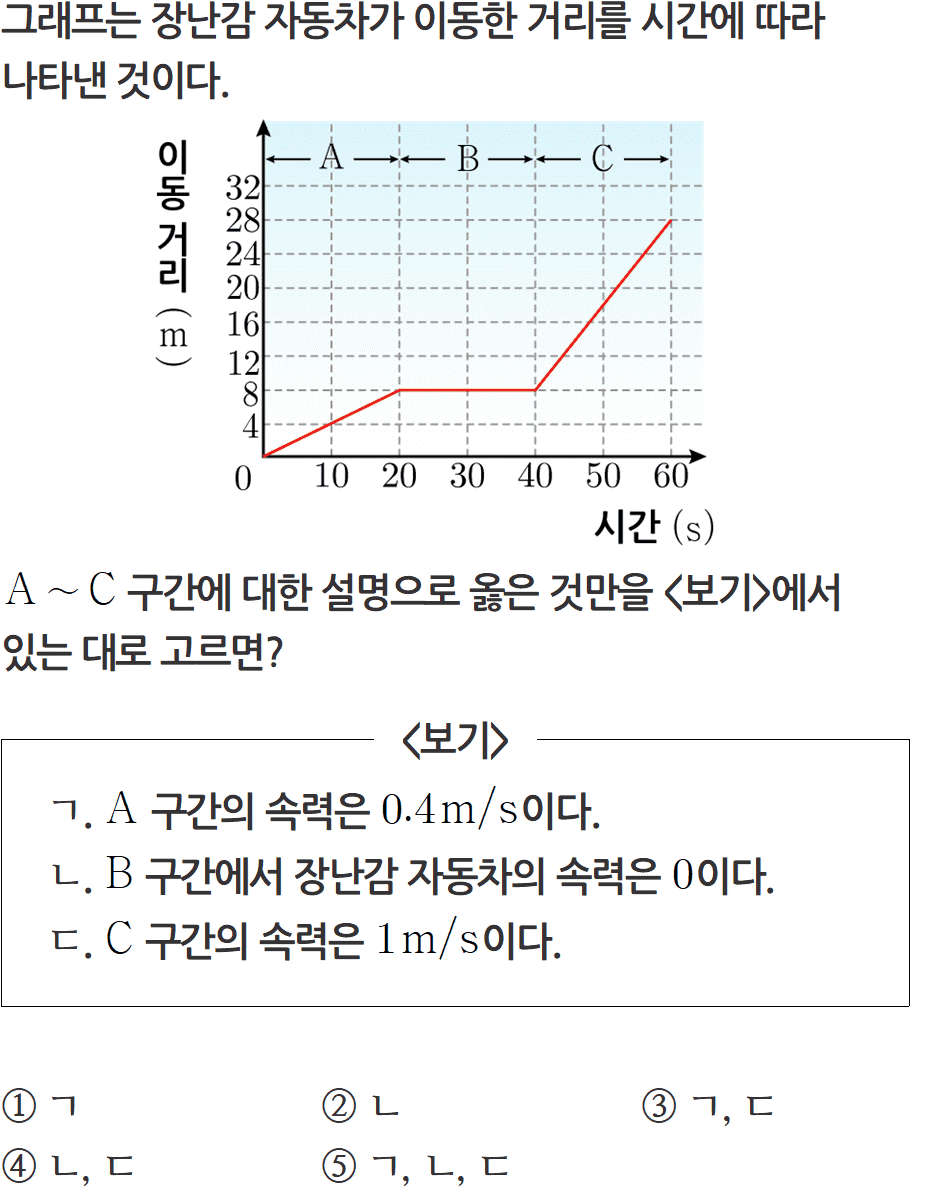 그래프는 장난감 자동차가 이동한 거리를 시간에 따라
나타낸 것이다.
이동 거리 (m)
A B C
32
28
24
20
16
12
8
4
0 10 20 30 40 50 60
시간 (s)
A ~ C 구간에 대한 설명으로 옳은 것만을 <보기>에서
있는 대로 고르면?
<보기>
ㄱ. A 구간의 속력은 0.4m/s이다.
ㄴ. B 구간에서 장난감 자동차의 속력은 0이다.
ㄷ. C 구간의 속력은 1m/s이다.
① ㄱ ② ㄴ ③ ㄱ, ㄷ
④ ㄴ, ㄷ ⑤ ㄱ, ㄴ, ㄷ